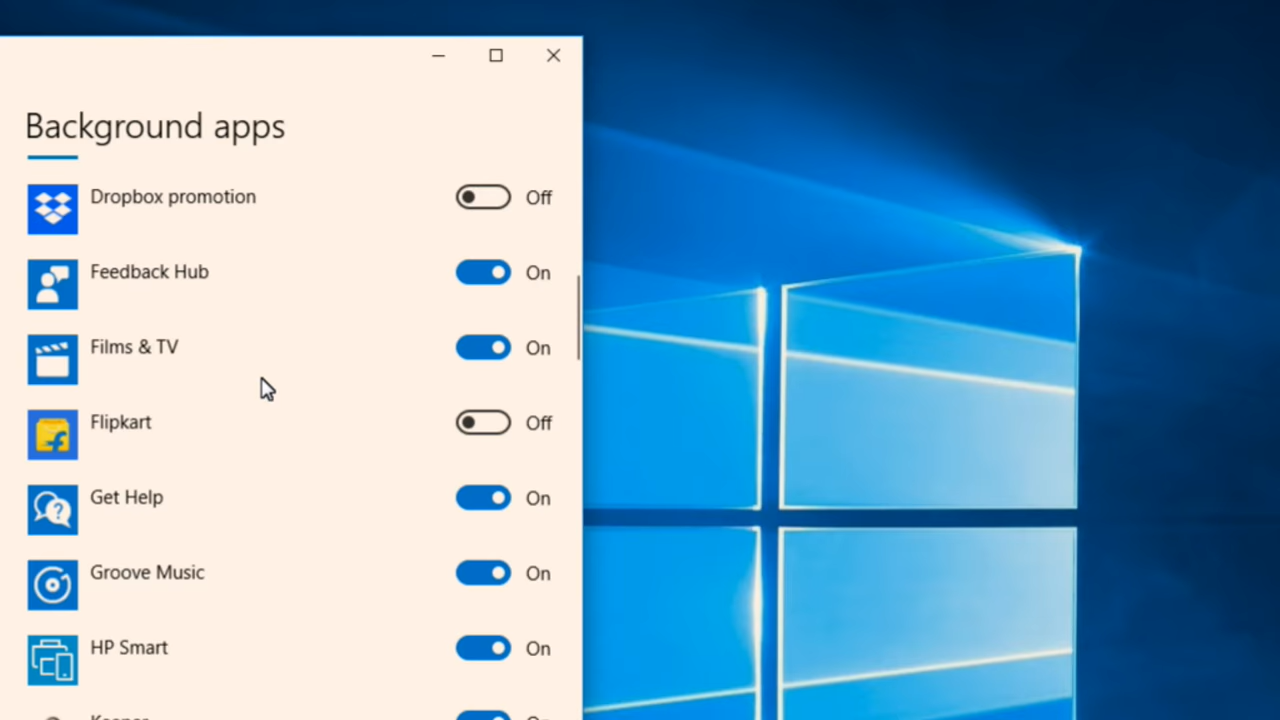 Background apps
Dropbox promotion Off
Feedback Hub On
Films & TV On
Flipkart Off
Get Help On
Groove Music On
HP Smart On